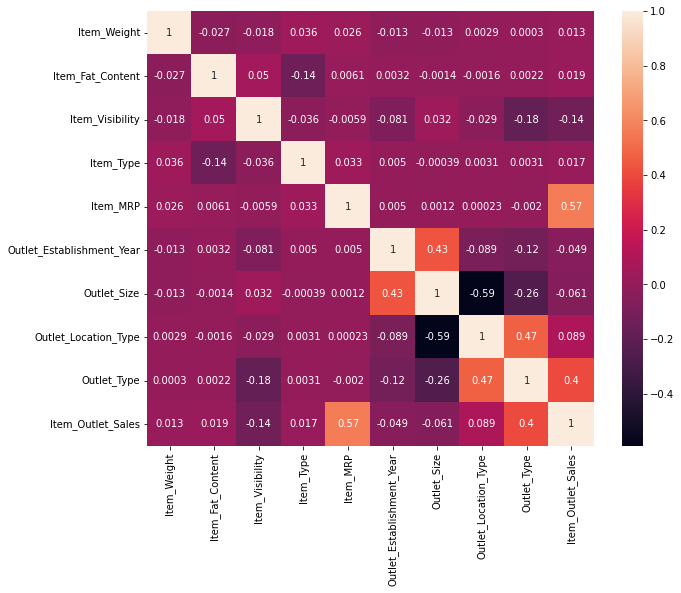 1.0
Item_Weight 1 -0.027 -0.018 0.036 0.026 -0.013 -0.013 0.0029 0.0003 0.013
Item_Fat_Content -0.027 1 0.05 -0.14 0.0061 0.0032 -0.0014 -0.0016 0.0022 0.019
0.8
Item_Visibility -0.018 0.05 1 -0.036 -0.0059 -0.081 0.032 -0.029 -0.18 -0.14
0.6
Item_Type 0.036 -0.14 -0.036 1 0.033 0.005 -0.00039 0.0031 0.0031 0.017
0.4
Item_MRP 0.026 0.0061 -0.0059 0.033 1 0.005 0.0012 0.00023 -0.002 0.57
0.2
Outlet_Establishment_Year -0.013 0.0032 -0.081 0.005 0.005 1 0.43 -0.089 -0.12 -0.049
0.0
Outlet_Size -0.013 -0.0014 0.032 -0.00039 0.0012 0.43 1 -0.59 -0.26 -0.061
Outlet_Location_Type 0.0029 -0.0016 -0.029 0.0031 0.00023 -0.089 -0.59 1 0.47 0.089
-0.2
Outlet_Type 0.0003 0.0022 -0.18 0.0031 -0.002 -0.12 -0.26 0.47 1 0.4
-0.4
Item_Outlet_Sales 0.013 0.019 -0.14 0.017 0.57 -0.049 -0.061 0.089 0.4 1
Item_Weight
Item_Fat_Content
Item_Visibility
Item_Type
Item_MRP
Outlet_Establishment_Year
Outlet_Size
Outlet_Location_Type
Outlet_Type
Item_Outlet_Sales